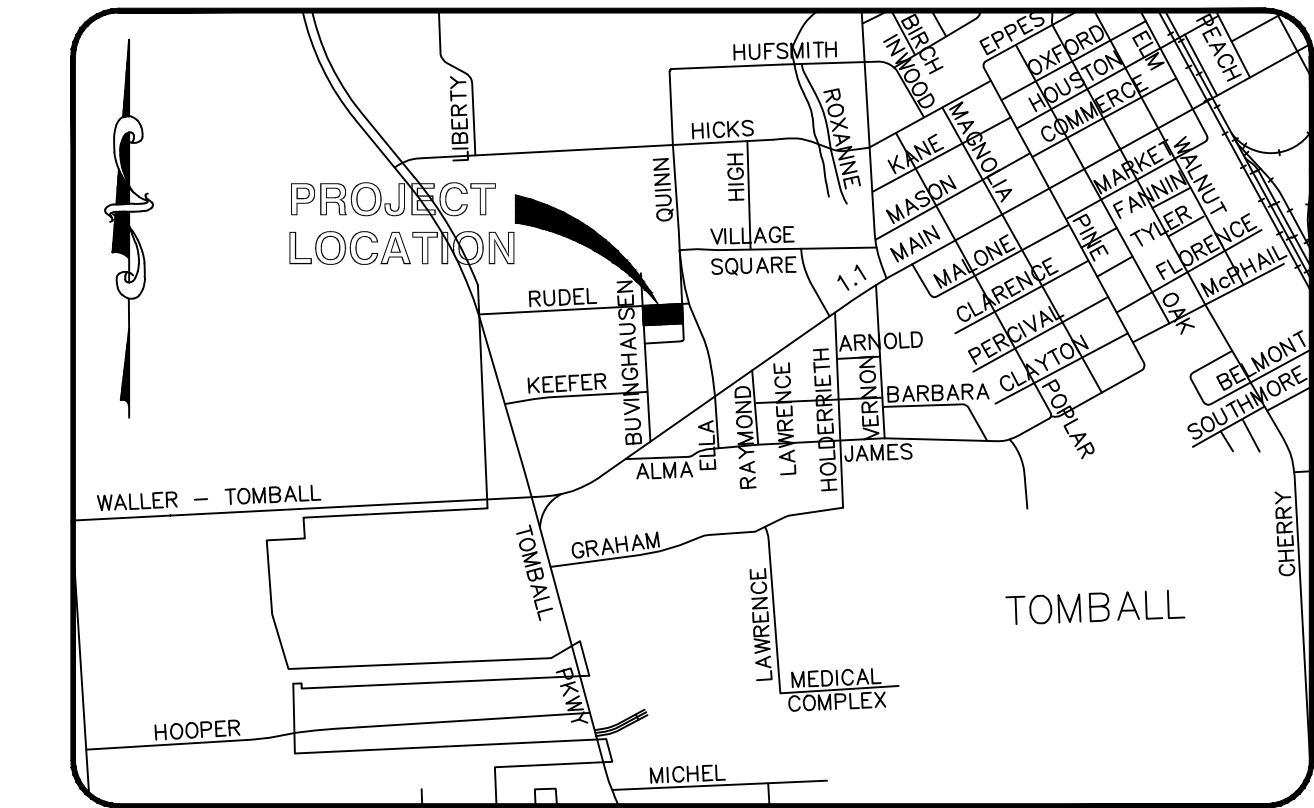 BIRCH
INWOOD
EPPES
OXFORD
HOUSTON
COMMERCE
ELM
PEACH
HUFSMITH
LIBERTY
ROXANNE
HICKS
HIGH
QUINN
KANE
MAGNOLIA
MASON
MAIN
MARKET
FANNIN
TYLER
WALNUT
FLORENCE
McPHAIL
PROJECT
LOCATION
VILLAGE
SQUARE
1.1
MALONE
CLARENCE
PERCIVAL
CLAYTON
PINE
OAK
POPLAR
RUDEL
BUVINGHAUSEN
KEEFER
ARNOLD
BARBARA
VERNON
HOLDERRIETH
LAWRENCE
RAYMOND
ELLA
ALMA
JAMES
BELMONT
SOUTHMORE
CHERRY
WALLER – TOMBALL
TOMBALL
PKWY
GRAHAM
LAWRENCE
MEDICAL
COMPLEX
TOMBALL
HOOPER
MICHEL